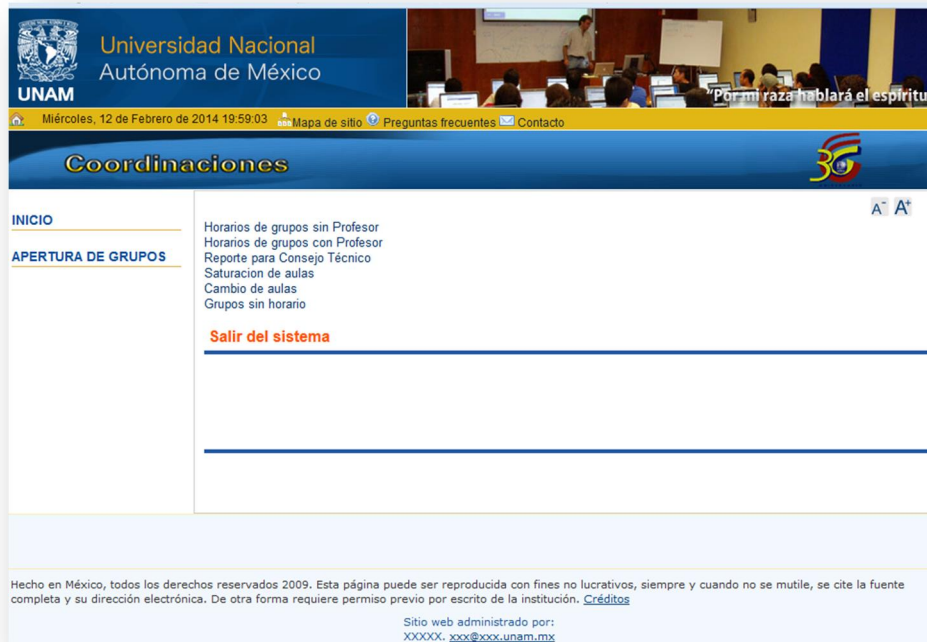 Universidad Nacional
Autónoma de México
UNAM
"Por mi raza hablará el espíritu
Miércoles, 12 de Febrero de 2014 19:59:03 Mapa de sitio Preguntas frecuentes Contacto
Coordinaciones
36
A- A+
INICIO
APERTURA DE GRUPOS
Horarios de grupos sin Profesor
Horarios de grupos con Profesor
Reporte para Consejo Técnico
Saturacion de aulas
Cambio de aulas
Grupos sin horario
Salir del sistema
Hecho en México, todos los derechos reservados 2009. Esta página puede ser reproducida con fines no lucrativos, siempre y cuando no se mutile, se cite la fuente
completa y su dirección electrónica. De otra forma requiere permiso previo por escrito de la institución. Créditos
Sitio web administrado por:
XXXXX. xxx@xxx.unam.mx